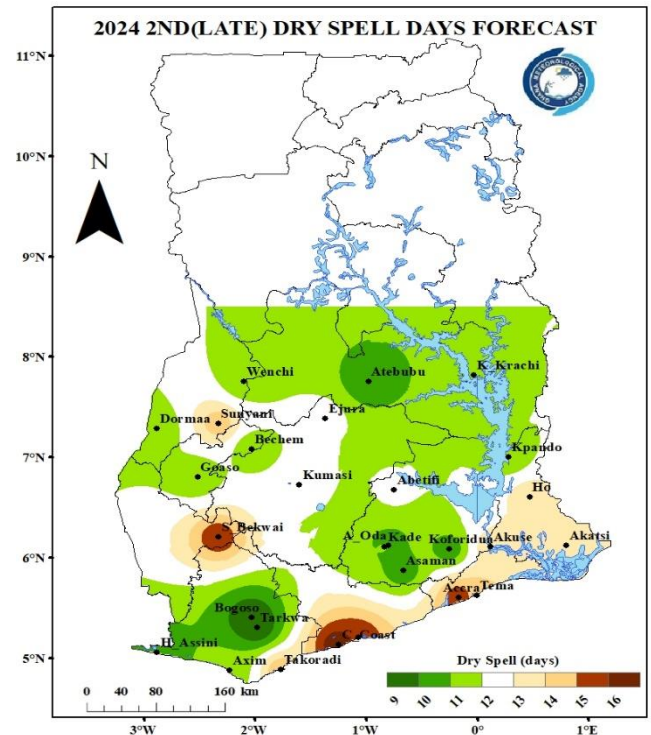 2024 2ND(LATE) DRY SPELL DAYS FORECAST
11°N
10°N
N
9°N
8°N
Wenchi
Atebubu
K_Krachi
Dormaa
Sunyani
Ejura
Bechem
7°N
Kpando
Goaso
Kumasi
Abetifi
Ho
S_Bekwai
A_Oda
Kade
Koforidua
Akuse
Akatsi
6°N
Asaman
Accra
Tema
Bogoso
Tarkwa
C_Coast
H_Assini
5°N
Axim
Takoradi
Dry Spell (days)
0 40 80 160 km
9 10 11 12 13 14 15 16
3°W 2°W 1°W 0° 1°E